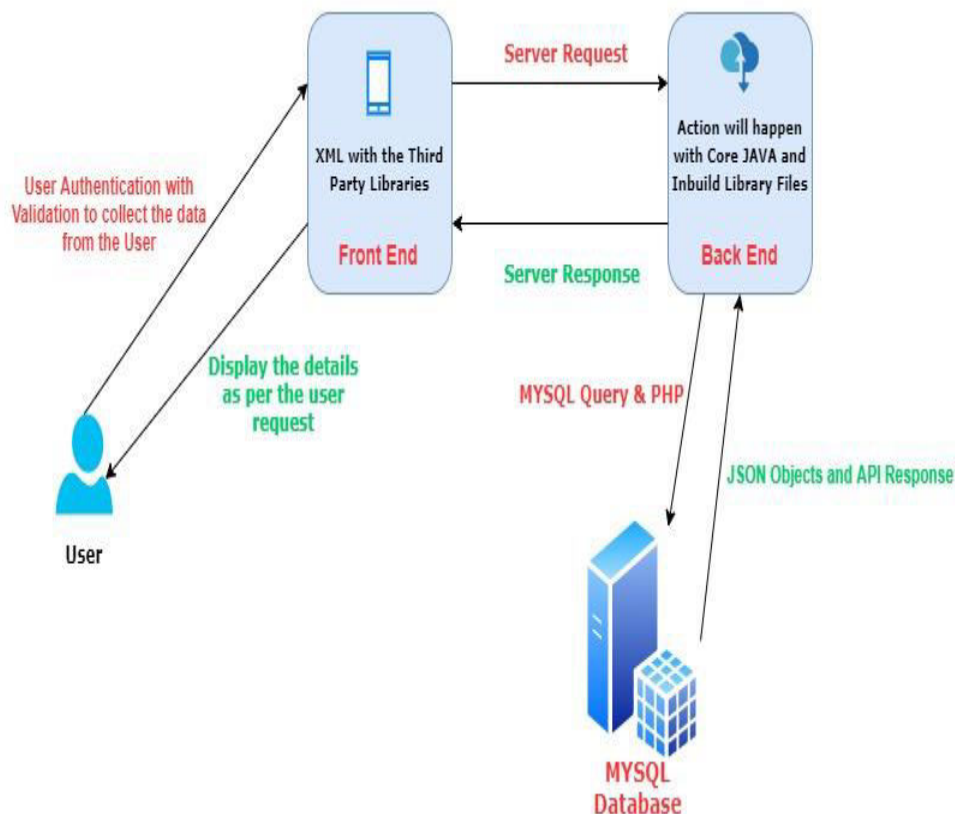 Server Request
XML with the Third
Party Libraries
Front End
Action will happen
with Core JAVA and
Inbuild Library Files
Back End
User Authentication with
Validation to collect the data
from the User
Server Response
Display the details
as per the user
request
MYSQL Query & PHP
JSON Objects and API Response
User
MYSQL
Database